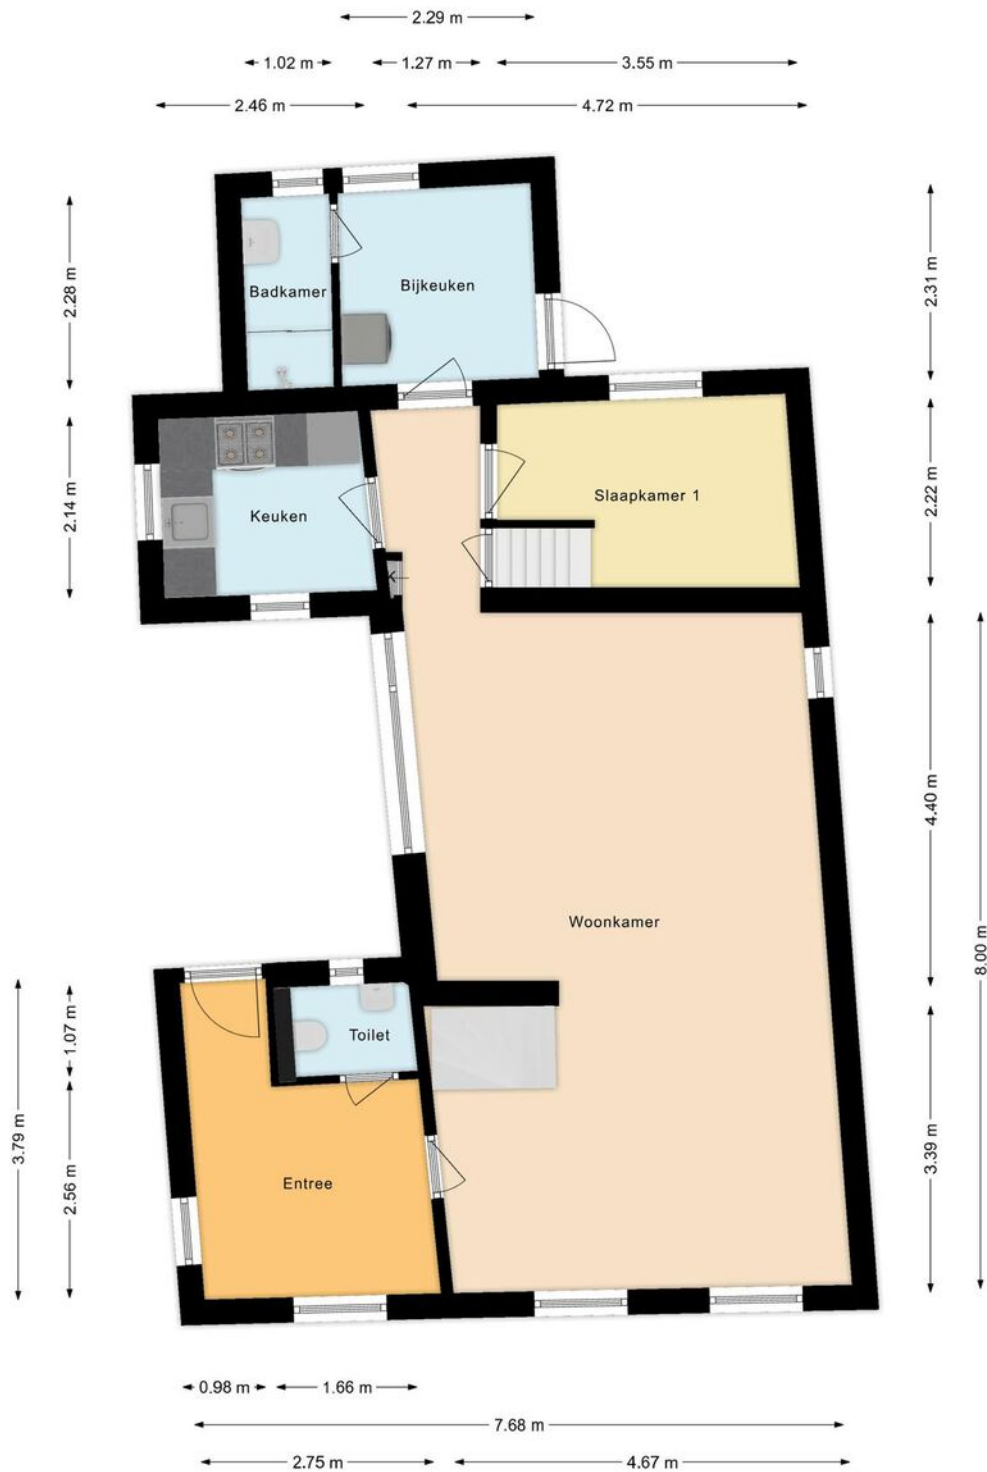 2.29 m
1.02 m
1.27 m
3.55 m
2.46 m
4.72 m
2.28 m
Badkamer
Bijkeuken
2.31 m
2.14 m
Keuken
Slaapkamer 1
2.22 m
K
4.40 m
8.00 m
Woonkamer
1.07 m
Toilet
3.79 m
2.56 m
Entree
3.39 m
0.98 m
1.66 m
7.68 m
2.75 m
4.67 m